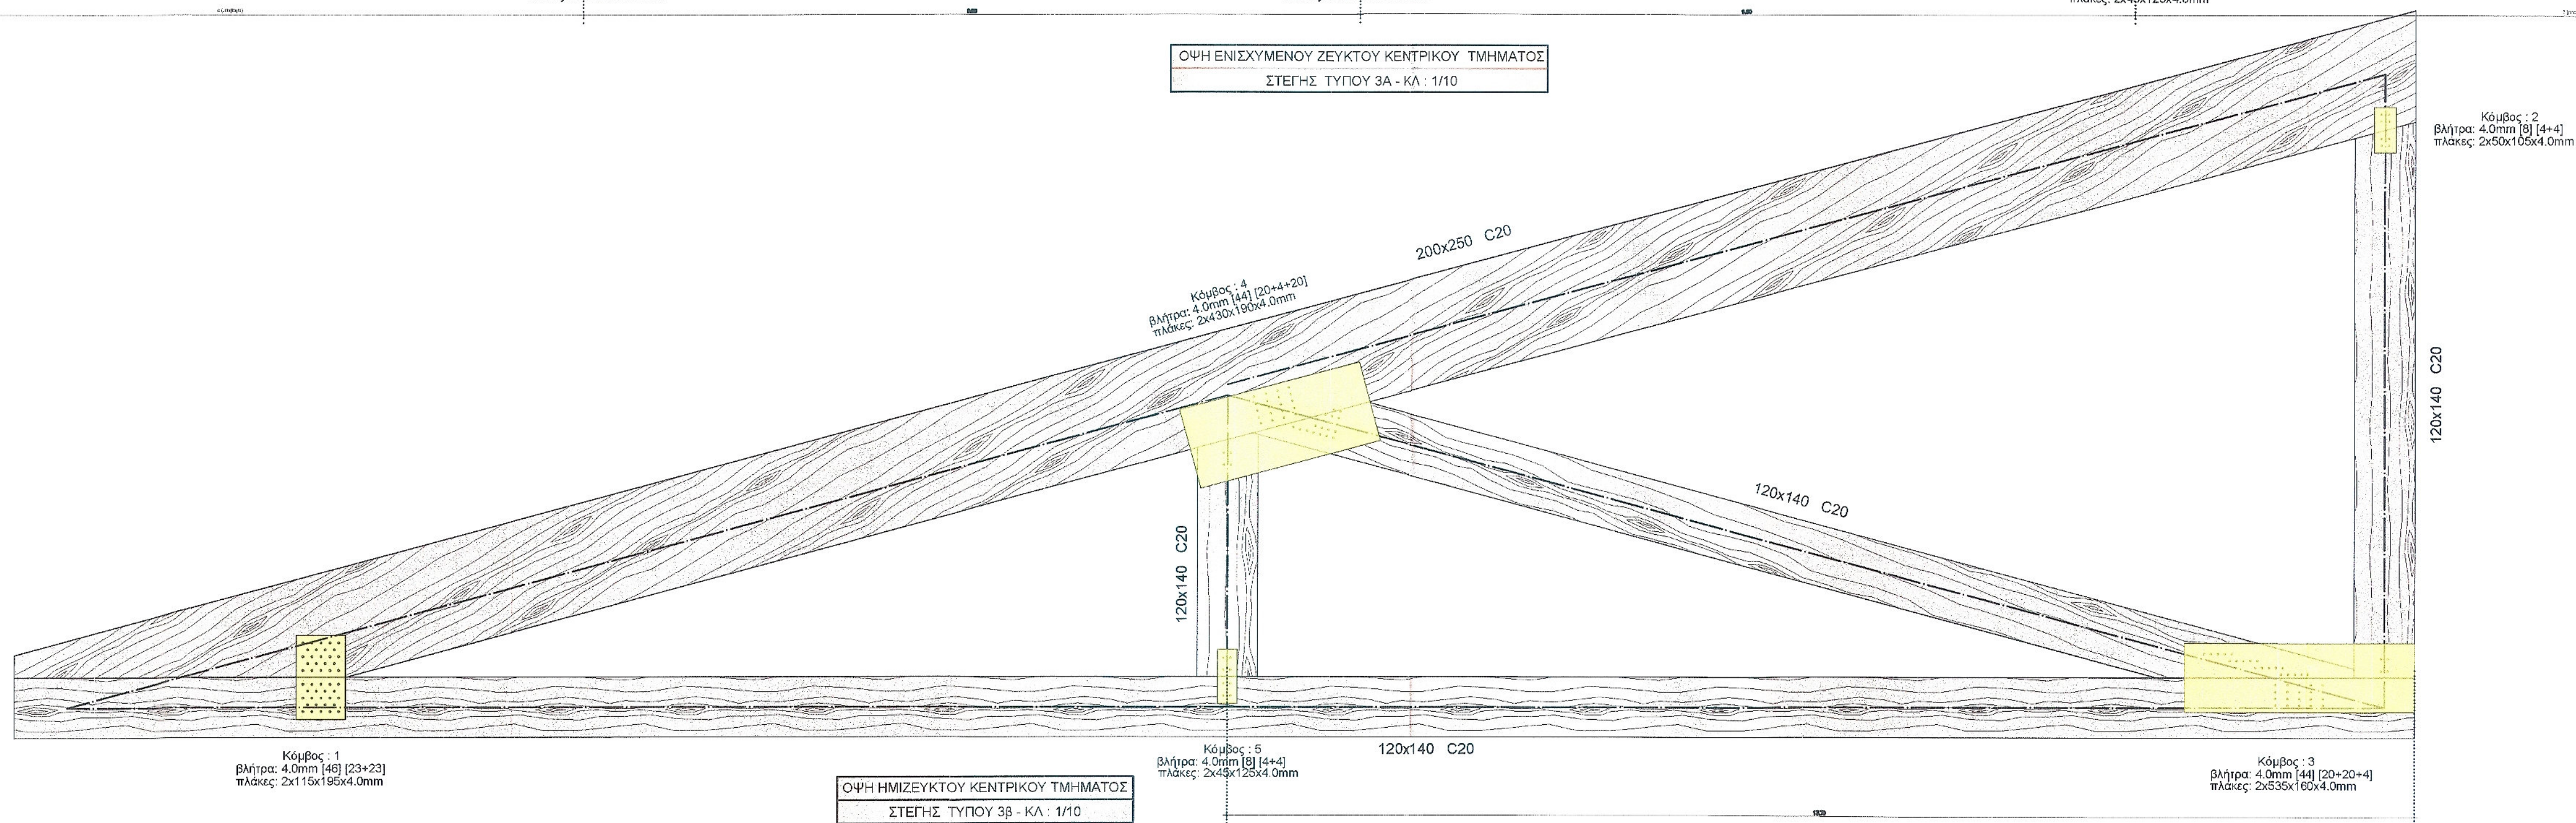 πλάκες: 2x45x125x4.0mm
ΟΨΗ ΕΝΙΣΧΥΜΕΝΟΥ ΖΕΥΚΤΟΥ ΚΕΝΤΡΙΚΟΥ ΤΜΗΜΑΤΟΣ
ΣΤΕΓΗΣ ΤΥΠΟΥ 3Α - ΚΛ : 1/10
Κόμβος : 2
βλήτρα: 4.0mm [8] [4+4]
πλάκες: 2x50x105x4.0mm
200x250 C20
Κόμβος : 4
βλήτρα: 4.0mm [44] [20+4+20]
πλάκες: 2x430x190x4.0mm
120x140 C20
120x140 C20
120x140 C20
Κόμβος : 1
βλήτρα: 4.0mm [46] [23+23]
πλάκες: 2x115x195x4.0mm
Κόμβος : 5
βλήτρα: 4.0mm [8] [4+4]
πλάκες: 2x45x125x4.0mm
120x140 C20
Κόμβος : 3
βλήτρα: 4.0mm [44] [20+20+4]
πλάκες: 2x535x160x4.0mm
ΟΨΗ ΗΜΙΖΕΥΚΤΟΥ ΚΕΝΤΡΙΚΟΥ ΤΜΗΜΑΤΟΣ
ΣΤΕΓΗΣ ΤΥΠΟΥ 3β - ΚΛ : 1/10